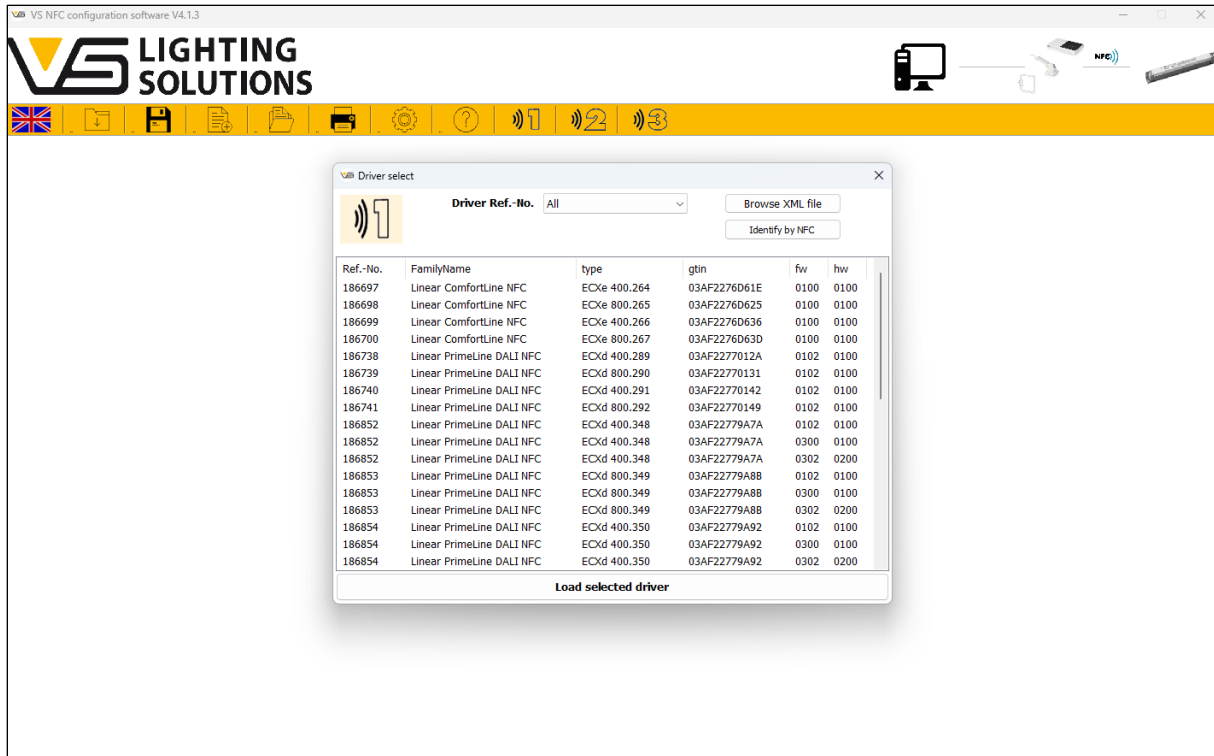 VS NFC configuration software V4.1.3
VS LIGHTING
SOLUTIONS
NFC
1 2 3
Driver select
1 Driver Ref.-No. All Browse XML file
Identify by NFC
Ref.-No. FamilyName type gtin fw hw
186697 Linear ComfortLine NFC ECXe 400.264 03AF2276D61E 0100 0100
186698 Linear ComfortLine NFC ECXe 800.265 03AF2276D625 0100 0100
186699 Linear ComfortLine NFC ECXe 400.266 03AF2276D636 0100 0100
186700 Linear ComfortLine NFC ECXe 800.267 03AF2276D63D 0100 0100
186738 Linear PrimeLine DALI NFC ECXd 400.289 03AF2277012A 0102 0100
186739 Linear PrimeLine DALI NFC ECXd 800.290 03AF22770131 0102 0100
186740 Linear PrimeLine DALI NFC ECXd 400.291 03AF22770142 0102 0100
186741 Linear PrimeLine DALI NFC ECXd 800.292 03AF22770149 0102 0100
186852 Linear PrimeLine DALI NFC ECXd 400.348 03AF22779A7A 0102 0100
186852 Linear PrimeLine DALI NFC ECXd 400.348 03AF22779A7A 0300 0100
186852 Linear PrimeLine DALI NFC ECXd 400.348 03AF22779A7A 0302 0200
186853 Linear PrimeLine DALI NFC ECXd 800.349 03AF22779A8B 0102 0100
186853 Linear PrimeLine DALI NFC ECXd 800.349 03AF22779A8B 0300 0100
186853 Linear PrimeLine DALI NFC ECXd 800.349 03AF22779A8B 0302 0200
186854 Linear PrimeLine DALI NFC ECXd 400.350 03AF22779A92 0102 0100
186854 Linear PrimeLine DALI NFC ECXd 400.350 03AF22779A92 0300 0100
186854 Linear PrimeLine DALI NFC ECXd 400.350 03AF22779A92 0302 0200
Load selected driver